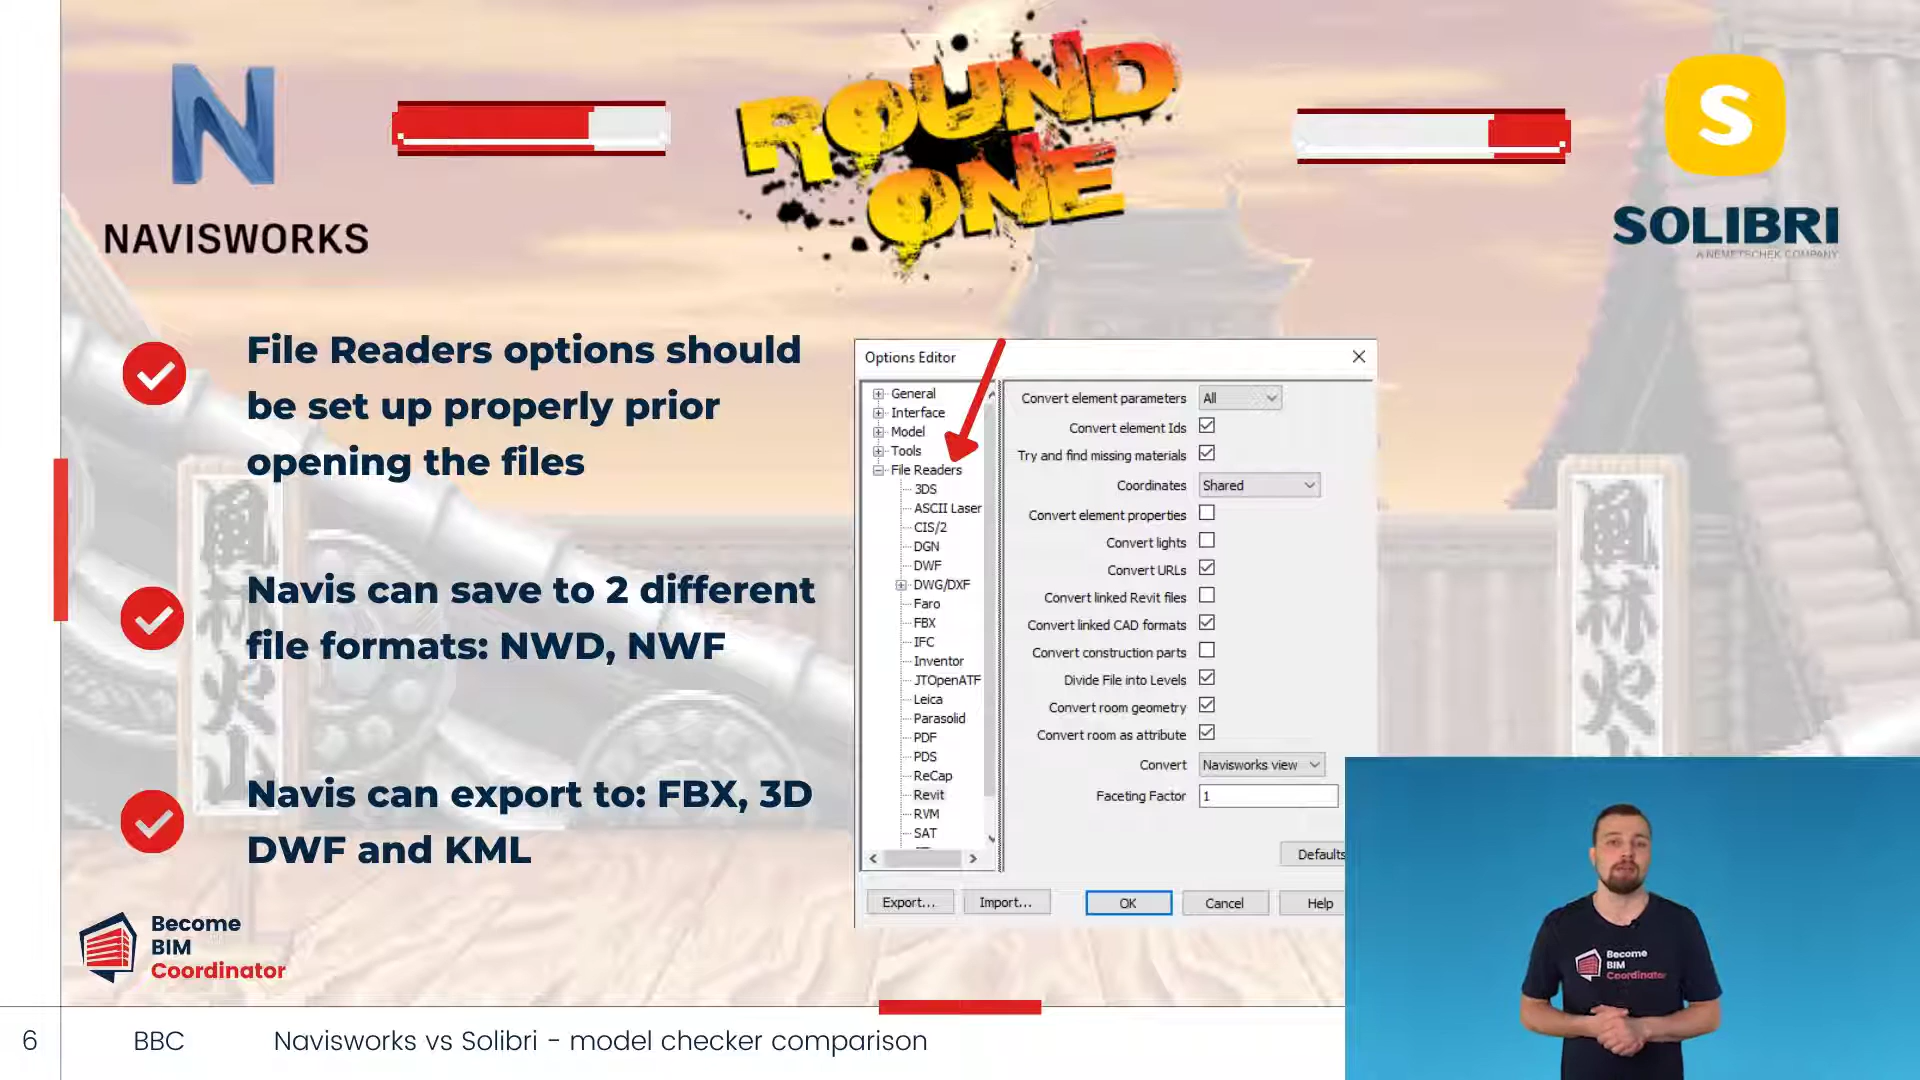 ROUND
ONE
NAVISWORKS
S
SOLIBRI
A NEMETSCHEK COMPANY
File Readers options should
be set up properly prior
opening the files
Navis can save to 2 different
file formats: NWD, NWF
Navis can export to: FBX, 3D
DWF and KML
Options Editor
General
Interface
Model
Tools
File Readers
3DS
ASCII Laser
CIS/2
DGN
DWF
DWG/DXF
Faro
FBX
IFC
Inventor
JTOpenATF
Leica
Parasolid
PDF
PDS
ReCap
Revit
RVM
SAT
Convert element parameters All
Convert element Ids
Try and find missing materials
Coordinates Shared
Convert element properties
Convert lights
Convert URLs
Convert linked Revit files
Convert linked CAD formats
Convert construction parts
Divide File into Levels
Convert room geometry
Convert room as attribute
Convert Navisworks view
Faceting Factor 1
Defaults
Export... Import... OK Cancel Help
Become
BIM
Coordinator
Become
BIM
Coordinator
6 BBC Navisworks vs Solibri - model checker comparison